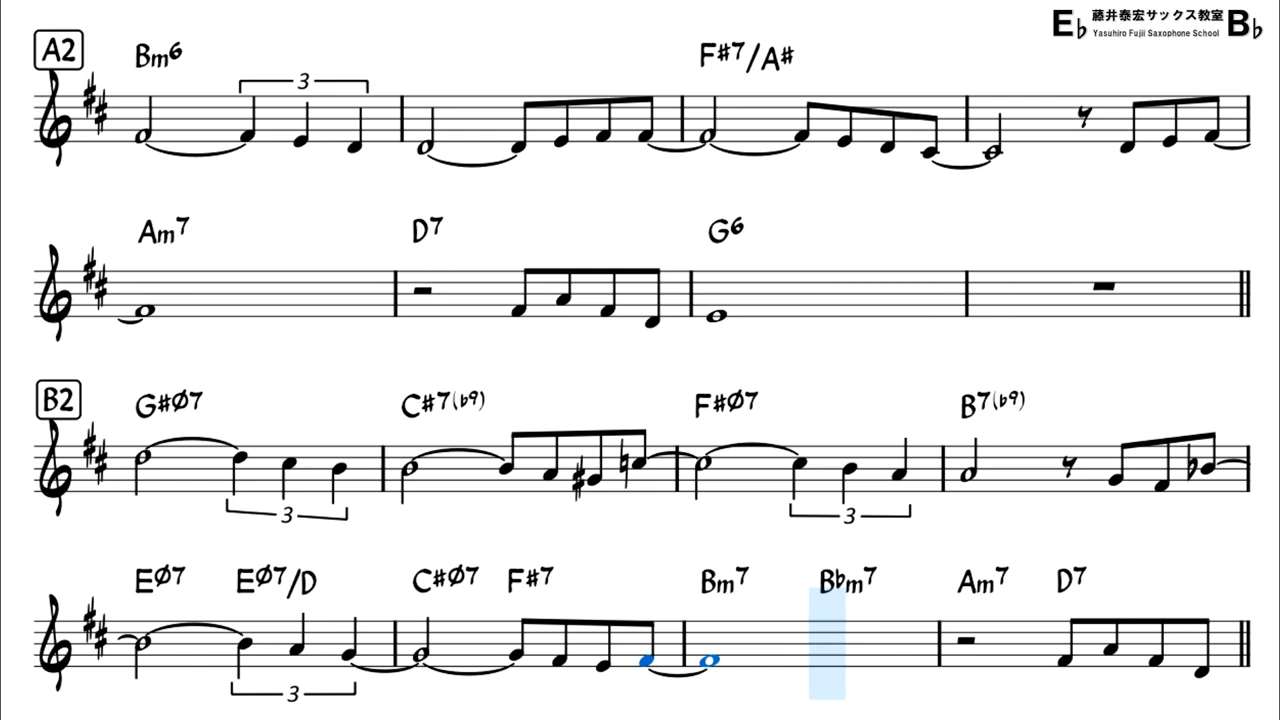 E♭ 藤井泰宏サックス教室 B♭
Yasuhiro Fujii Saxophone School
A2 Bm6 F#7/A#
3
Am7 D7 G6
B2 G#Ø7 C#7(♭9) F#Ø7 B7(♭9)
3 3
EØ7 EØ7/D C#Ø7 F#7 Bm7 B♭m7 Am7 D7
3